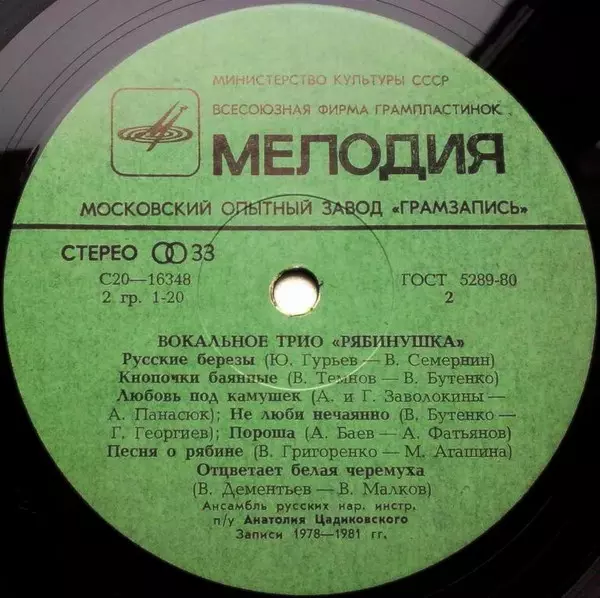 МИНИСТЕРСТВО КУЛЬТУРЫ СССР
ВСЕСОЮЗНАЯ ФИРМА ГРАМПЛАСТИНОК
МЕЛОДИЯ
МОСКОВСКИЙ ОПЫТНЫЙ ЗАВОД «ГРАМЗАПИСЬ»
СТЕРЕО 33
С20—16348 ГОСТ 5289-80
2 гр. 1-20 2
ВОКАЛЬНОЕ ТРИО «РЯБИНУШКА»
Русские березы (Ю. Гурьев — В. Семернин)
Кнопочки баянные (В. Темнов — В. Бутенко)
Любовь под камушек (А. и Г. Заволокины —
А. Панасюк); Не люби нечаянно (В. Бутенко —
Г. Георгиев); Пороша (А. Баев — А. Фатьянов)
Песня о рябине (В. Григоренко — М. Агашина)
Отцветает белая черемуха
(В. Дементьев — В. Малков)
Ансамбль русских нар. инстр.
п/у Анатолия Цадиковского
Записи 1978—1981 гг.